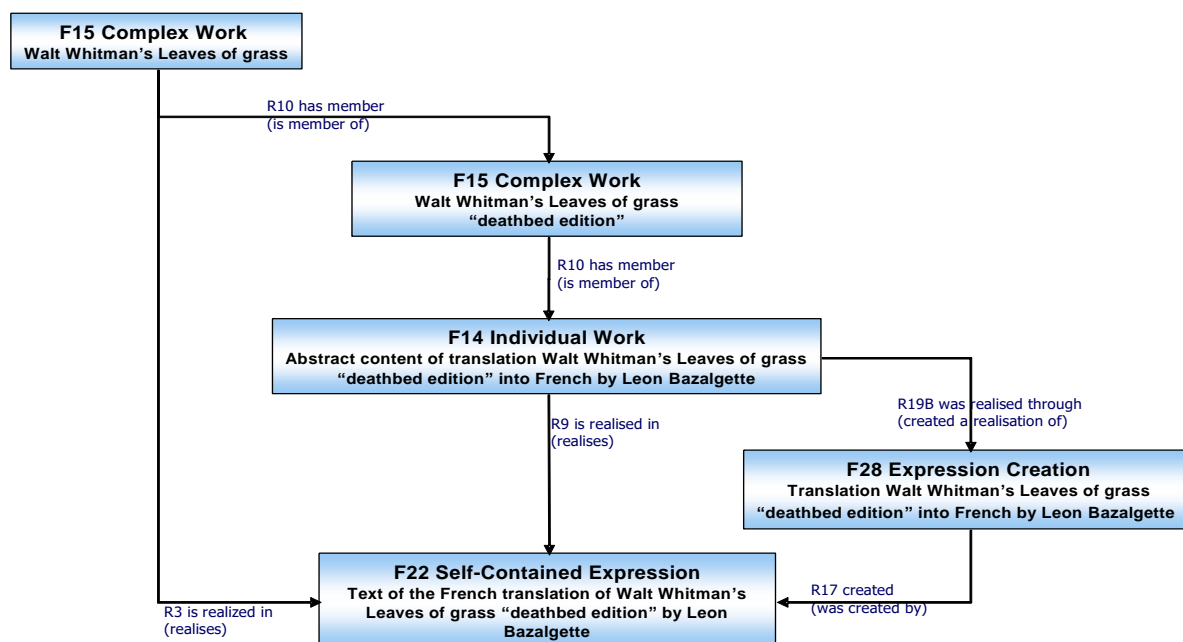 F15 Complex Work
Walt Whitman’s Leaves of grass
R10 has member
(is member of)
F15 Complex Work
Walt Whitman’s Leaves of grass
“deathbed edition”
R10 has member
(is member of)
F14 Individual Work
Abstract content of translation Walt Whitman’s Leaves of grass
“deathbed edition” into French by Leon Bazalgette
R19B was realised through
(created a realisation of)
R9 is realised in
(realises)
F28 Expression Creation
Translation Walt Whitman’s Leaves of grass
“deathbed edition” into French by Leon Bazalgette
F22 Self-Contained Expression
Text of the French translation of Walt Whitman’s
Leaves of grass “deathbed edition” by Leon
Bazalgette
R17 created
(was created by)
R3 is realized in
(realises)